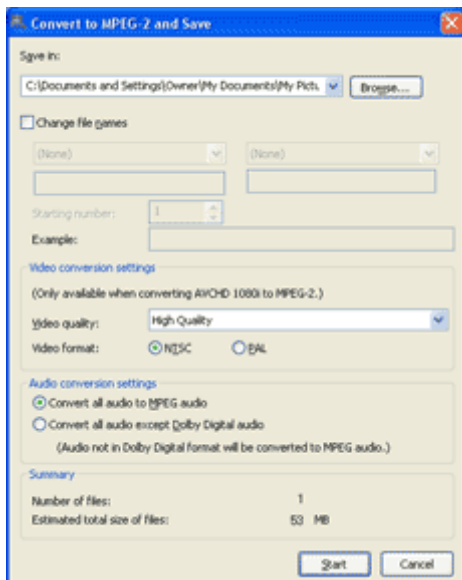 Convert to MPEG-2 and Save
Save in:
C:\Documents and Settings\Owner\My Documents\My Pictu
Browse...
Change file names
(None) (None)
Starting number: 1
Example:
Video conversion settings
(Only available when converting AVCHD 1080i to MPEG-2.)
Video quality: High Quality
Video format: NTSC PAL
Audio conversion settings
Convert all audio to MPEG audio
Convert all audio except Dolby Digital audio
(Audio not in Dolby Digital format will be converted to MPEG audio.)
Summary
Number of files: 1
Estimated total size of files: 53 MB
Start Cancel